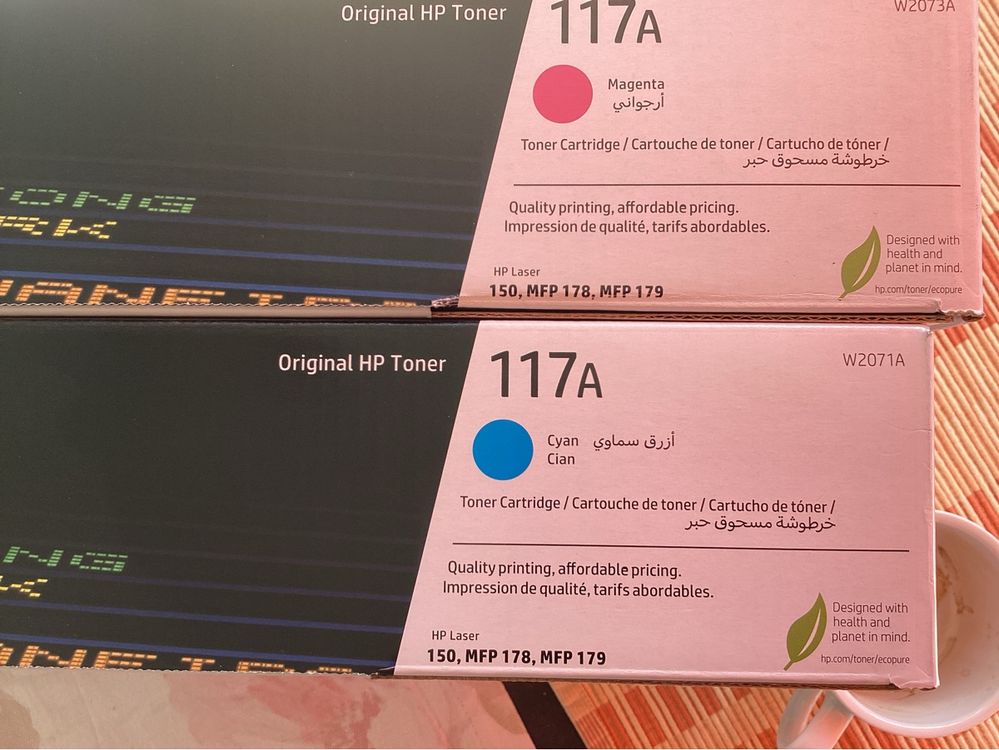 Original HP Toner
117A
W2073A
Magenta
أرجواني
Toner Cartridge / Cartouche de toner / Cartucho de tóner /
خرطوشة مسحوق حبر
Quality printing, affordable pricing.
Impression de qualité, tarifs abordables.
HP Laser
150, MFP 178, MFP 179
Designed with
health and
planet in mind.
hp.com/toner/ecopure
Original HP Toner
117A
W2071A
Cyan أزرق سماوي
Cian
Toner Cartridge / Cartouche de toner / Cartucho de tóner /
خرطوشة مسحوق حبر
Quality printing, affordable pricing.
Impression de qualité, tarifs abordables.
HP Laser
150, MFP 178, MFP 179
Designed with
health and
planet in mind.
hp.com/toner/ecopure